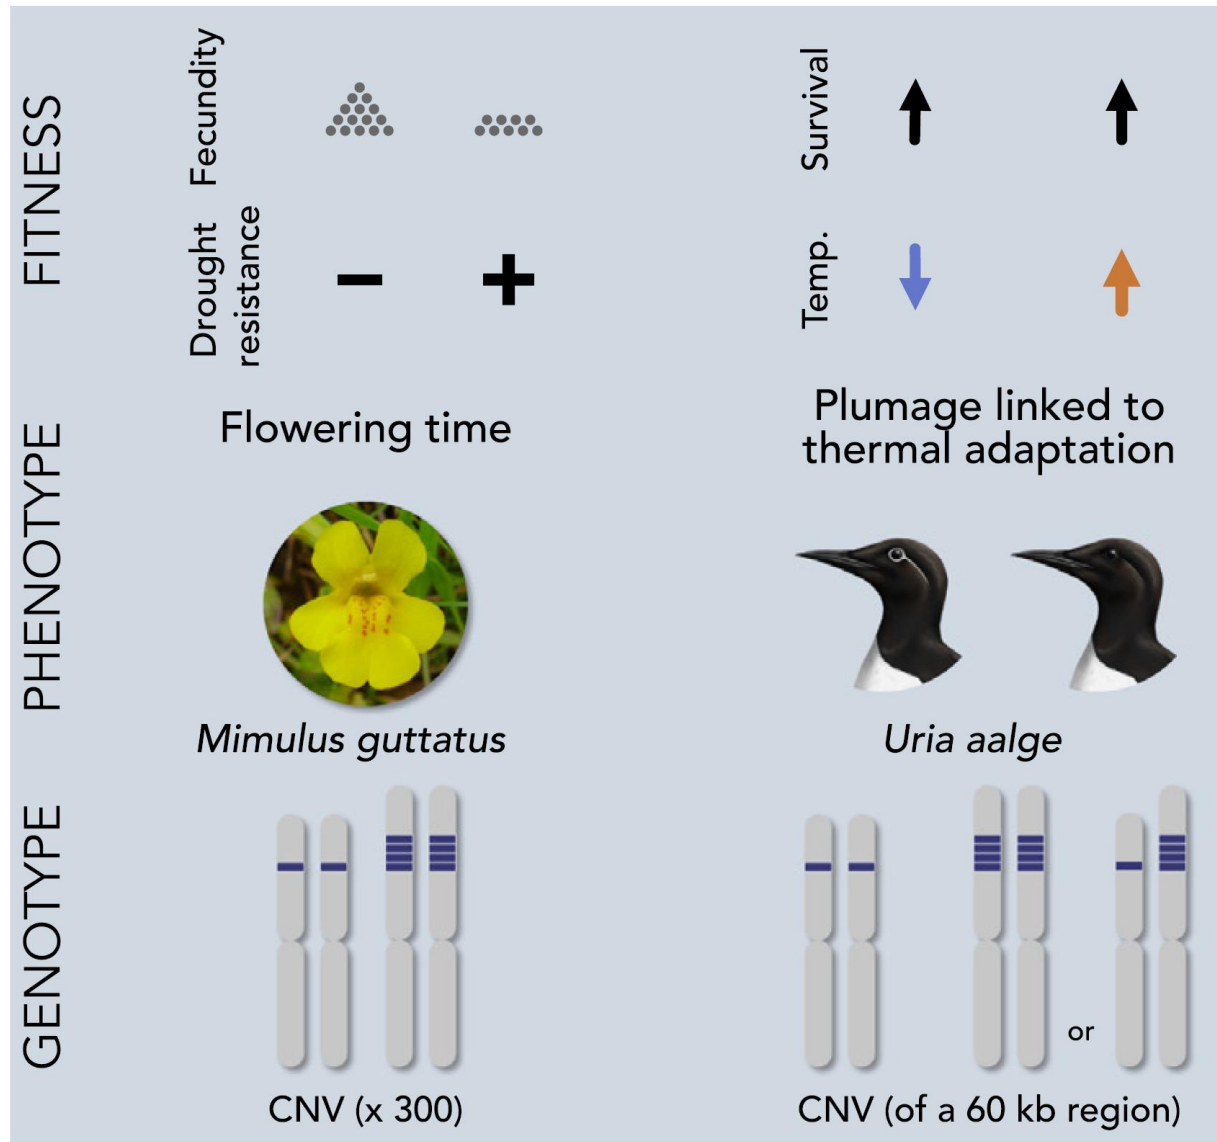 FITNESS
Fecundity
Drought
resistance
Survival
Temp.
PHENOTYPE
Flowering time
Plumage linked to
thermal adaptation
Mimulus guttatus
Uria aalge
GENOTYPE
or
CNV (x 300)
CNV (of a 60 kb region)